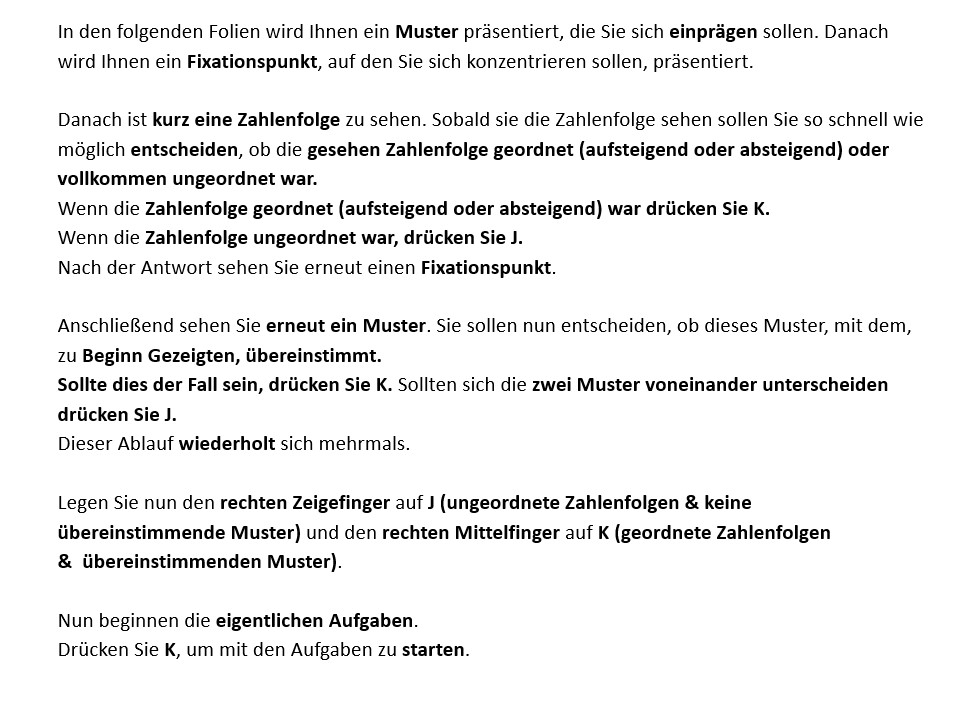 In den folgenden Folien wird Ihnen ein Muster präsentiert, die Sie sich einprägen sollen. Danach
wird Ihnen ein Fixationspunkt, auf den Sie sich konzentrieren sollen, präsentiert.
Danach ist kurz eine Zahlenfolge zu sehen. Sobald sie die Zahlenfolge sehen sollen Sie so schnell wie
möglich entscheiden, ob die gesehen Zahlenfolge geordnet (aufsteigend oder absteigend) oder
vollkommen ungeordnet war.
Wenn die Zahlenfolge geordnet (aufsteigend oder absteigend) war drücken Sie K.
Wenn die Zahlenfolge ungeordnet war, drücken Sie J.
Nach der Antwort sehen Sie erneut einen Fixationspunkt.
Anschließend sehen Sie erneut ein Muster. Sie sollen nun entscheiden, ob dieses Muster, mit dem,
zu Beginn Gezeigten, übereinstimmt.
Sollte dies der Fall sein, drücken Sie K. Sollten sich die zwei Muster voneinander unterscheiden
drücken Sie J.
Dieser Ablauf wiederholt sich mehrmals.
Legen Sie nun den rechten Zeigefinger auf J (ungeordnete Zahlenfolgen & keine
übereinstimmende Muster) und den rechten Mittelfinger auf K (geordnete Zahlenfolgen
& übereinstimmenden Muster).
Nun beginnen die eigentlichen Aufgaben.
Drücken Sie K, um mit den Aufgaben zu starten.